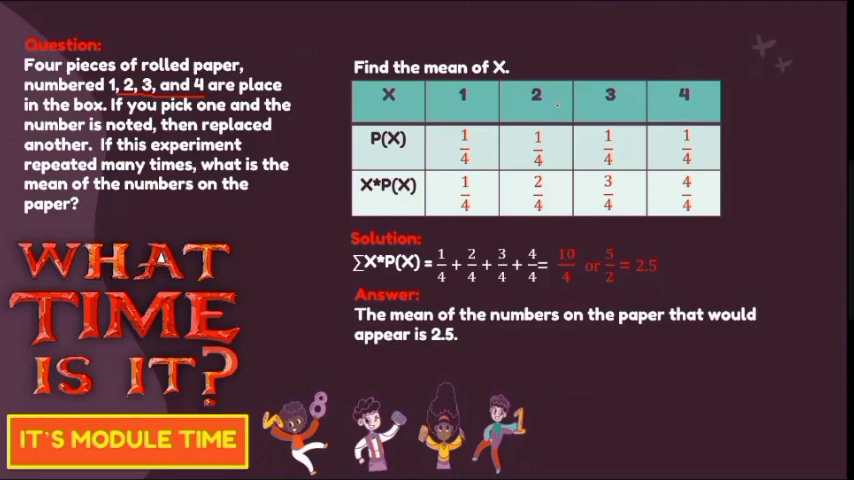 Question:
Four pieces of rolled paper,
numbered 1, 2, 3, and 4 are place
in the box. If you pick one and the
number is noted, then replaced
another. If this experiment
repeated many times, what is the
mean of the numbers on the
paper?
WHAT
TIME
IS IT?
IT`S MODULE TIME
Find the mean of X.
X 1 2 3 4
P(X) 1/4 1/4 1/4 1/4
X*P(X) 1/4 2/4 3/4 4/4
Solution:
∑X*P(X) = 1/4 + 2/4 + 3/4 + 4/4 = 10/4 or 5/2 = 2.5
Answer:
The mean of the numbers on the paper that would
appear is 2.5.
8
1